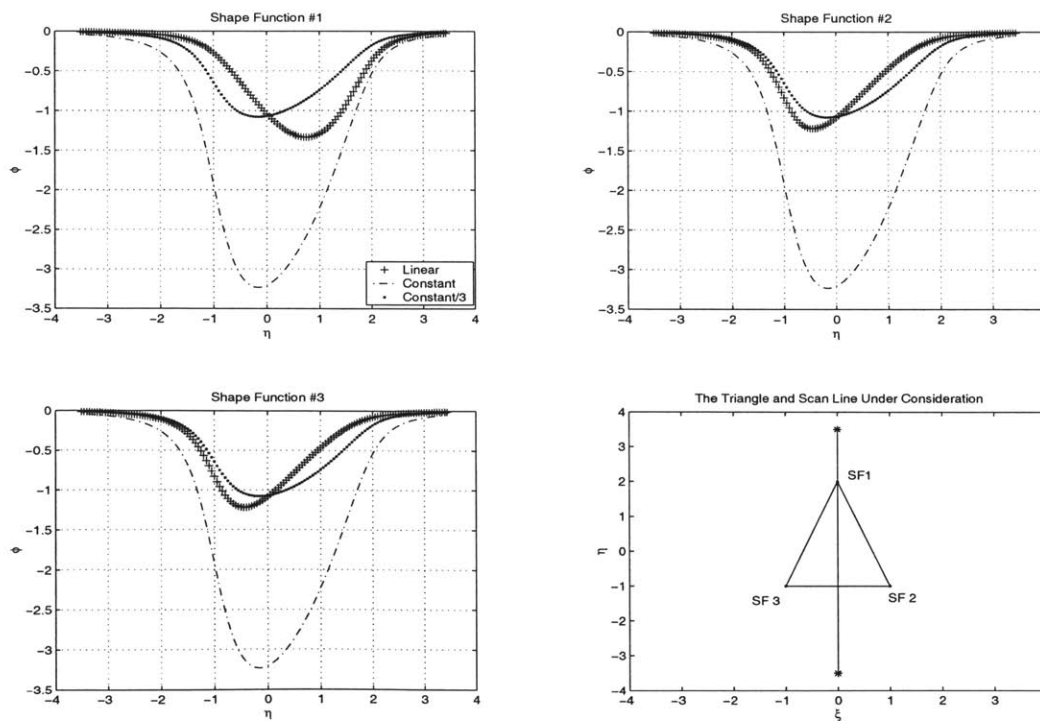 Shape Function #1
0
−0.5
−1
−1.5
−2
−2.5
−3
−3.5
ϕ
−4 −3 −2 −1 0 1 2 3 4
η
+ Linear
·−·− Constant
• Constant/3
Shape Function #2
0
−0.5
−1
−1.5
−2
−2.5
−3
−3.5
ϕ
−4 −3 −2 −1 0 1 2 3
η
Shape Function #3
0
−0.5
−1
−1.5
−2
−2.5
−3
−3.5
ϕ
−4 −3 −2 −1 0 1 2 3 4
η
The Triangle and Scan Line Under Consideration
4
3
2
1
0
−1
−2
−3
−4
η
SF1
SF 3
SF 2
−4 −3 −2 −1 0 1 2 3 4
ξ